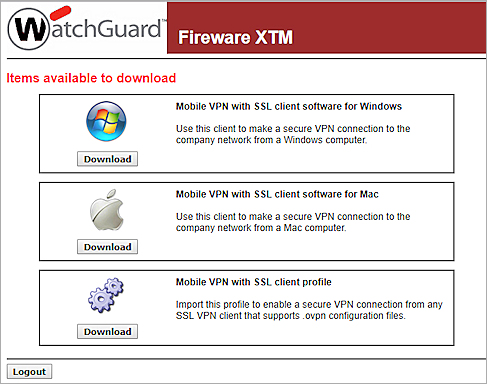 WatchGuard™
Fireware XTM
Items available to download
Mobile VPN with SSL client software for Windows
Use this client to make a secure VPN connection to the
company network from a Windows computer.
Download
Mobile VPN with SSL client software for Mac
Use this client to make a secure VPN connection to the
company network from a Mac computer.
Download
Mobile VPN with SSL client profile
Import this profile to enable a secure VPN connection from any
SSL VPN client that supports .ovpn configuration files.
Download
Logout